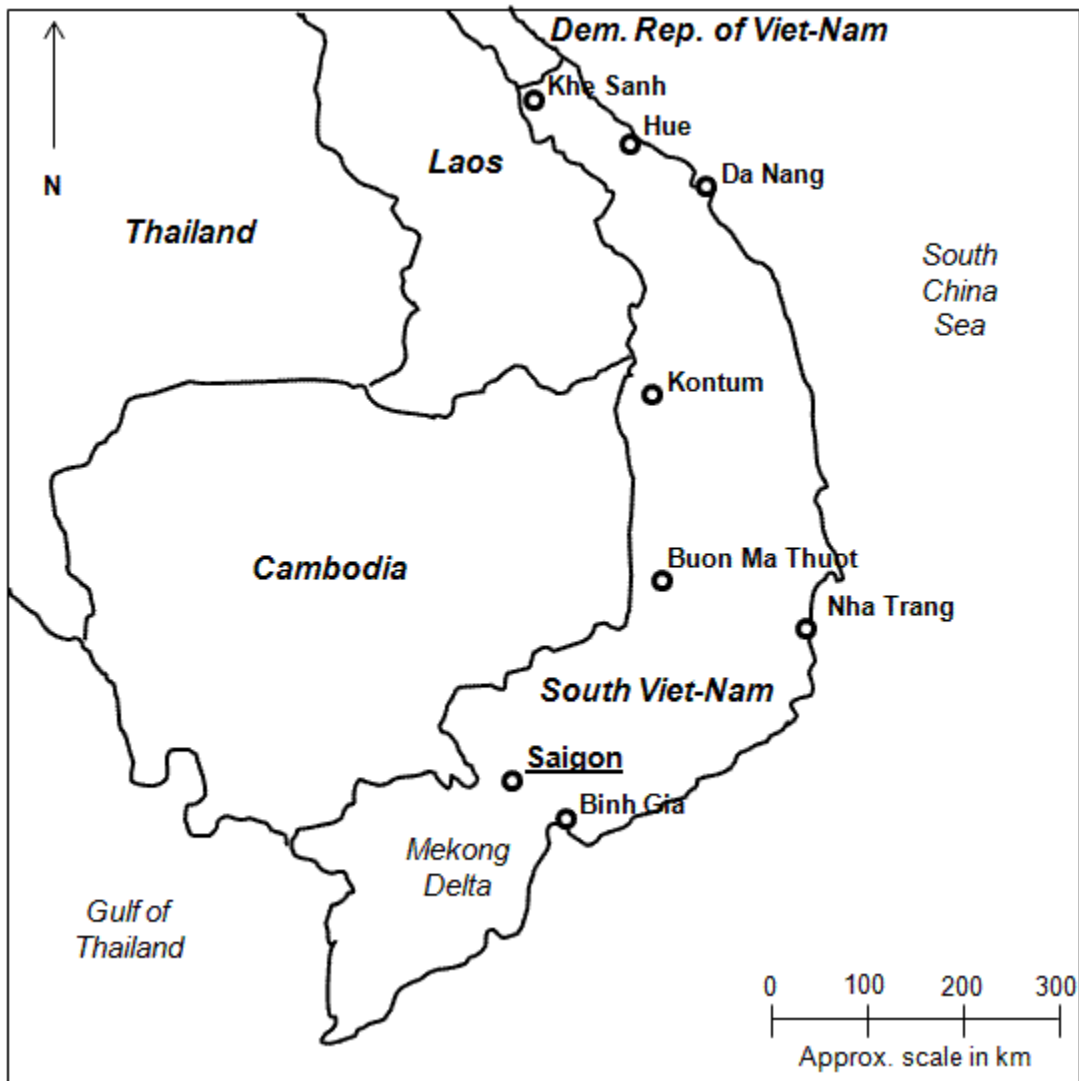 Dem. Rep. of Viet-Nam
Khe Sanh
Hue
Laos
Da Nang
N
Thailand
South
China
Sea
Kontum
Buon Ma Thuot
Cambodia
Nha Trang
South Viet-Nam
Saigon
Binh Gia
Mekong
Delta
Gulf of
Thailand
0 100 200 300
Approx. scale in km